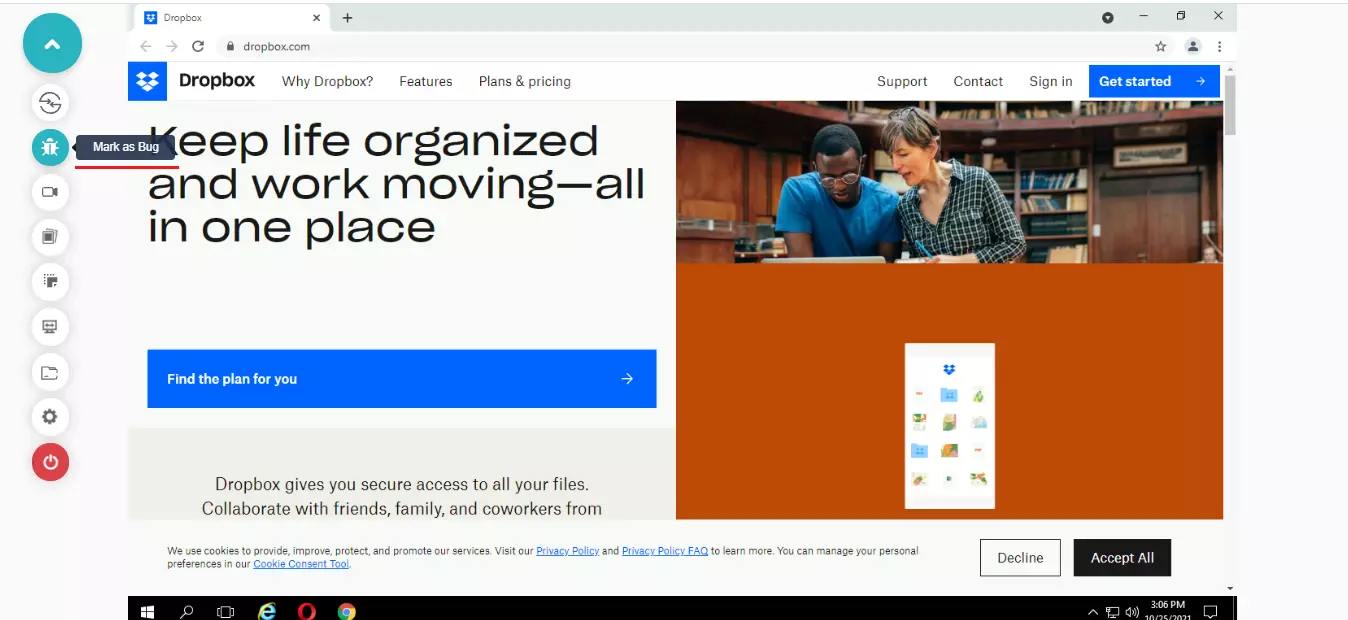 Dropbox
dropbox.com
Dropbox
Why Dropbox?
Features
Plans & pricing
Support
Contact
Sign in
Get started
Mark as Bug
Keep life organized
and work moving—all
in one place
Find the plan for you
Dropbox gives you secure access to all your files.
Collaborate with friends, family, and coworkers from
We use cookies to provide, improve, protect, and promote our services. Visit our Privacy Policy and Privacy Policy FAQ to learn more. You can manage your personal
preferences in our Cookie Consent Tool.
Decline
Accept All
3:06 PM
10/25/2021